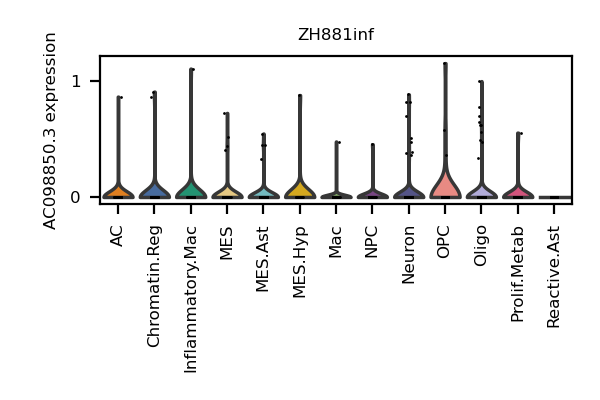 ZH881inf
AC098850.3 expression
1
0
AC
Chromatin.Reg
Inflammatory.Mac
MES
MES.Ast
MES.Hyp
Mac
NPC
Neuron
OPC
Oligo
Prolif.Metab
Reactive.Ast